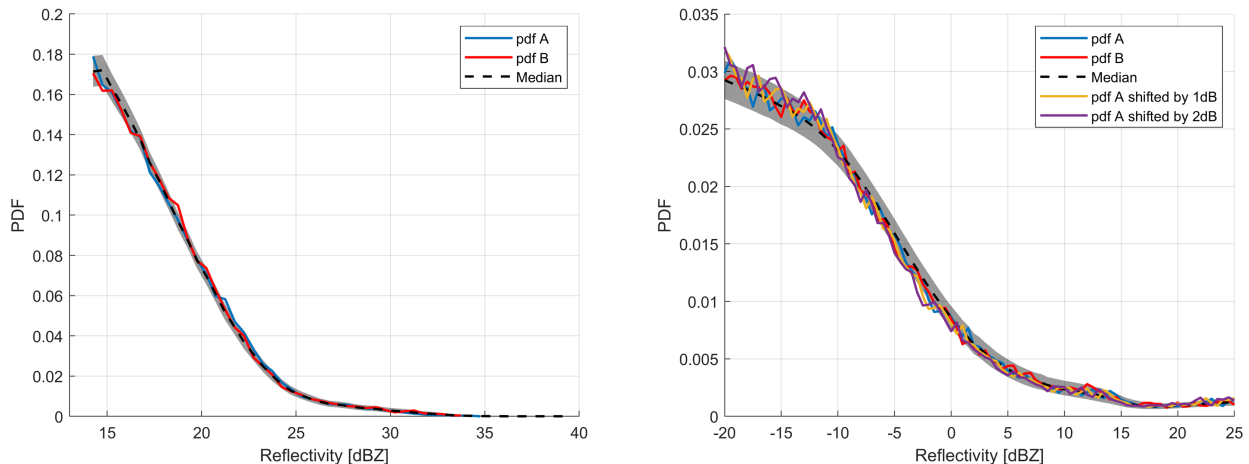 0.2
0.18
0.16
0.14
0.12
0.1
0.08
0.06
0.04
0.02
0
PDF
15 20 25 30 35 40
Reflectivity [dBZ]
pdf A
pdf B
Median
0.035
0.03
0.025
0.02
0.015
0.01
0.005
0
PDF
-20 -15 -10 -5 0 5 10 15 20 25
Reflectivity [dBZ]
pdf A
pdf B
Median
pdf A shifted by 1dB
pdf A shifted by 2dB